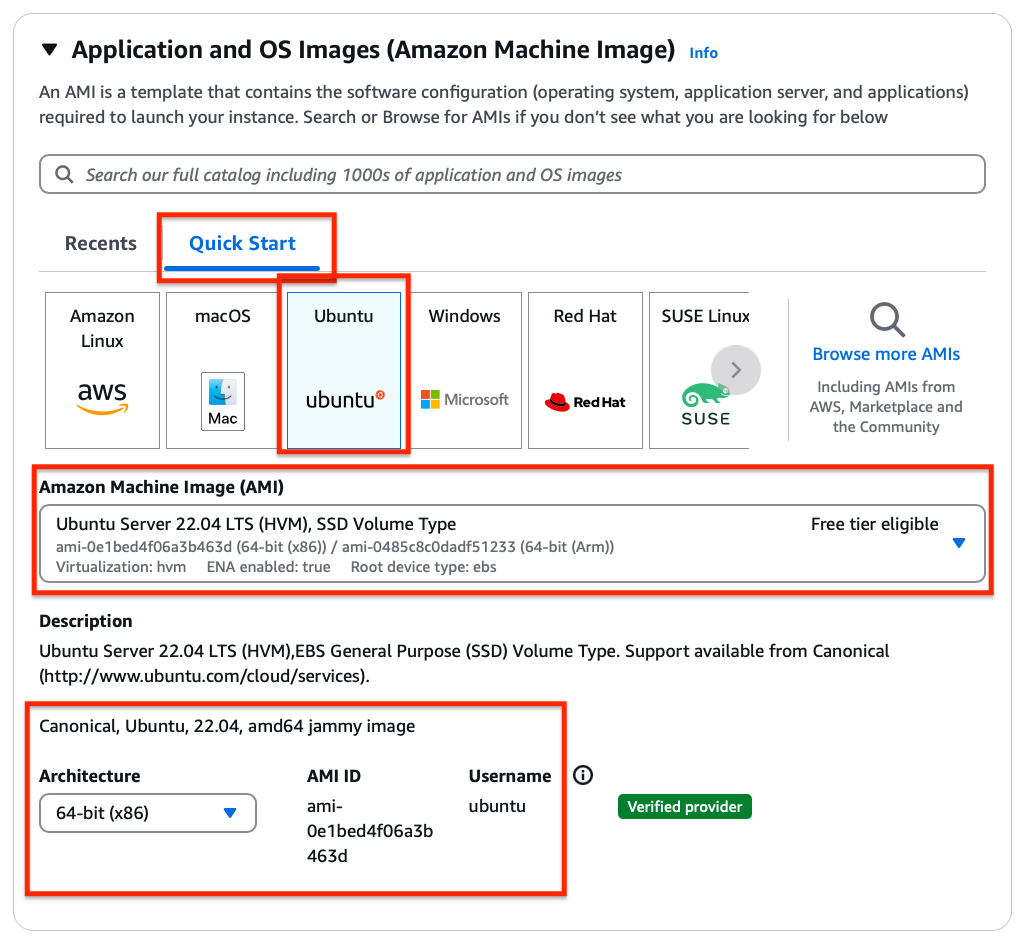 Application and OS Images (Amazon Machine Image) Info
An AMI is a template that contains the software configuration (operating system, application server, and applications)
required to launch your instance. Search or Browse for AMIs if you don’t see what you are looking for below
Search our full catalog including 1000s of application and OS images
Recents
Quick Start
Amazon
Linux
aws
macOS
Mac
Ubuntu
ubuntu
Windows
Microsoft
Red Hat
Red Hat
SUSE Linux
SUSE
Browse more AMIs
Including AMIs from
AWS, Marketplace and
the Community
Amazon Machine Image (AMI)
Ubuntu Server 22.04 LTS (HVM), SSD Volume Type
Free tier eligible
ami-0e1bed4f06a3b463d (64-bit (x86)) / ami-0485c8c0dadf51233 (64-bit (Arm))
Virtualization: hvm ENA enabled: true Root device type: ebs
Description
Ubuntu Server 22.04 LTS (HVM),EBS General Purpose (SSD) Volume Type. Support available from Canonical
(http://www.ubuntu.com/cloud/services).
Canonical, Ubuntu, 22.04, amd64 jammy image
Architecture
64-bit (x86)
AMI ID
ami-
0e1bed4f06a3b
463d
Username
ubuntu
Verified provider